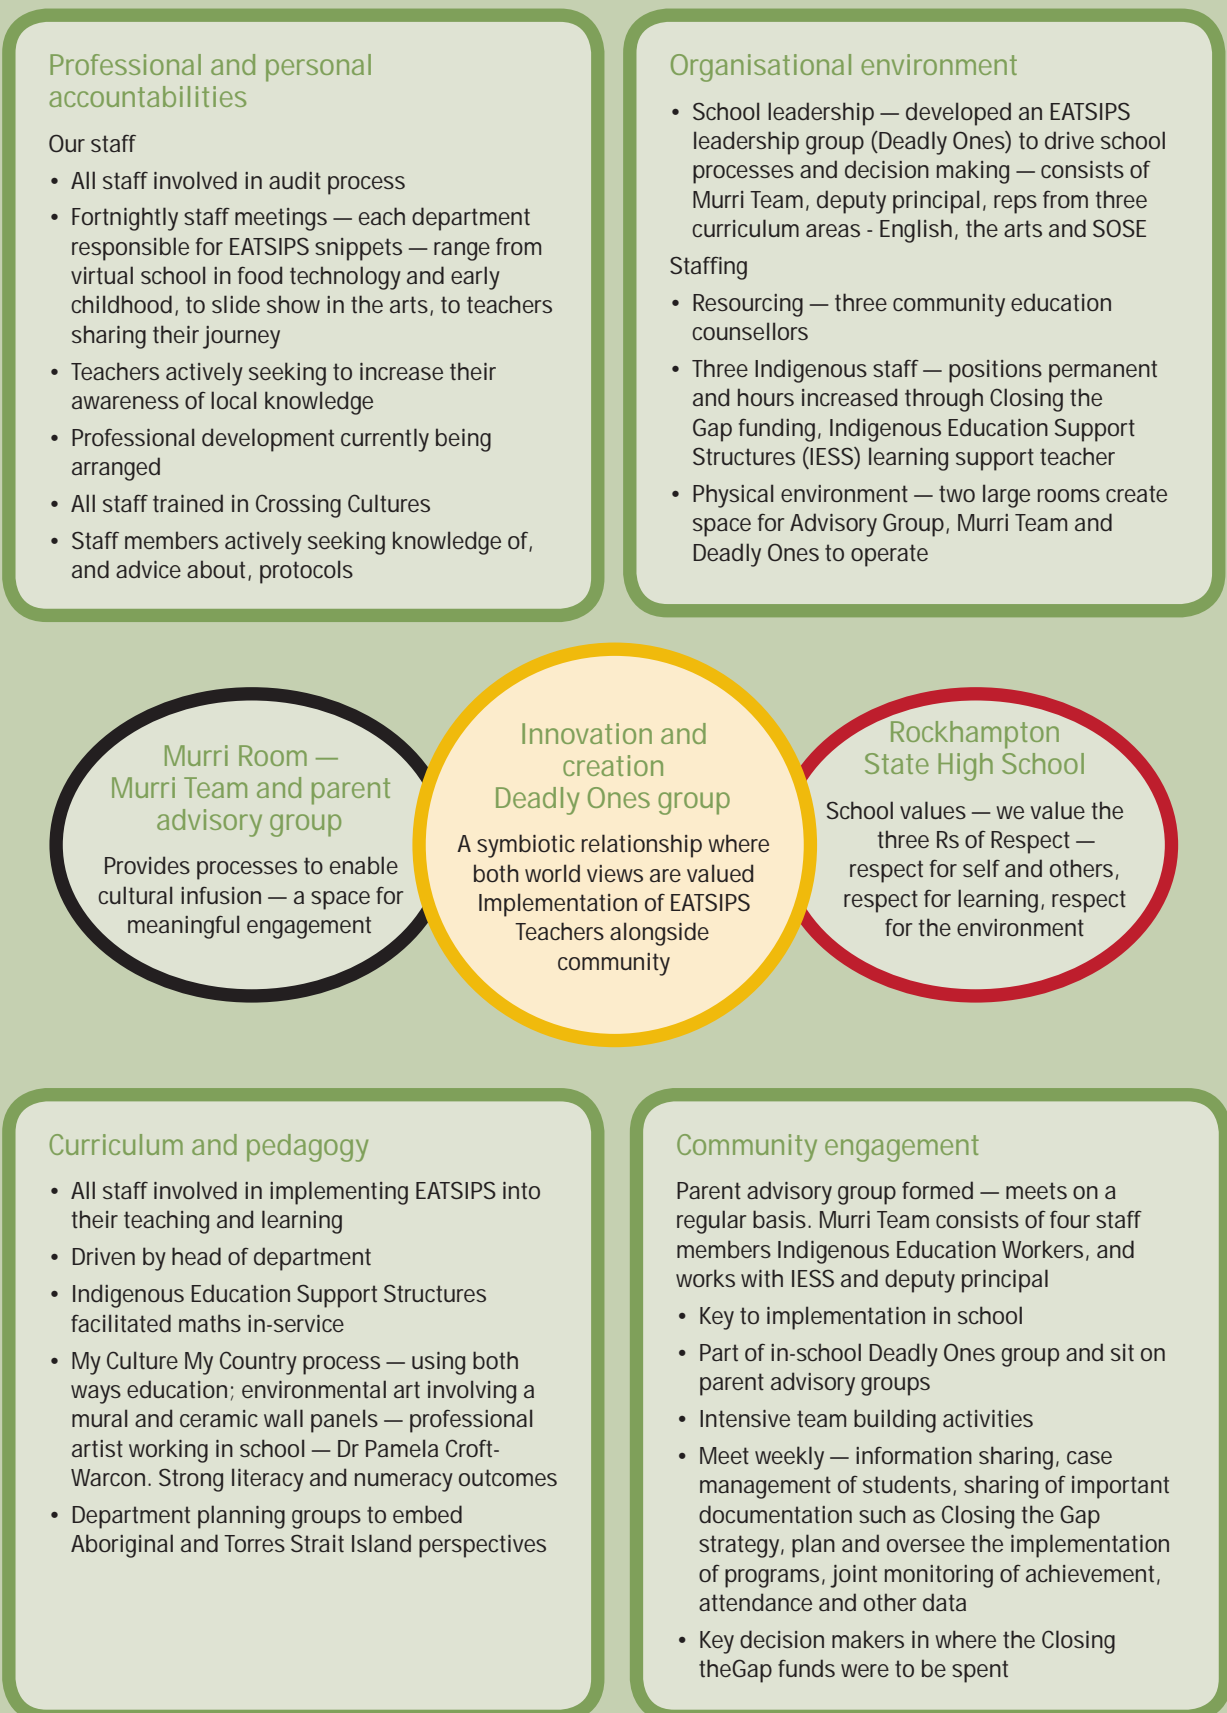 Professional and personal
accountabilities
Our staff
• All staff involved in audit process
• Fortnightly staff meetings — each department
responsible for EATSIPS snippets — range from
virtual school in food technology and early
childhood, to slide show in the arts, to teachers
sharing their journey
• Teachers actively seeking to increase their
awareness of local knowledge
• Professional development currently being
arranged
• All staff trained in Crossing Cultures
• Staff members actively seeking knowledge of,
and advice about, protocols
Organisational environment
• School leadership — developed an EATSIPS
leadership group (Deadly Ones) to drive school
processes and decision making — consists of
Murri Team, deputy principal, reps from three
curriculum areas - English, the arts and SOSE
Staffing
• Resourcing — three community education
counsellors
• Three Indigenous staff — positions permanent
and hours increased through Closing the
Gap funding, Indigenous Education Support
Structures (IESS) learning support teacher
• Physical environment — two large rooms create
space for Advisory Group, Murri Team and
Deadly Ones to operate
Murri Room —
Murri Team and parent
advisory group
Provides processes to enable
cultural infusion — a space for
meaningful engagement
Innovation and
creation
Deadly Ones group
A symbiotic relationship where
both world views are valued
Implementation of EATSIPS
Teachers alongside
community
Rockhampton
State High School
School values — we value the
three Rs of Respect —
respect for self and others,
respect for learning, respect
for the environment
Curriculum and pedagogy
• All staff involved in implementing EATSIPS into
their teaching and learning
• Driven by head of department
• Indigenous Education Support Structures
facilitated maths in-service
• My Culture My Country process — using both
ways education; environmental art involving a
mural and ceramic wall panels — professional
artist working in school — Dr Pamela Croft-
Warcon. Strong literacy and numeracy outcomes
• Department planning groups to embed
Aboriginal and Torres Strait Island perspectives
Community engagement
Parent advisory group formed — meets on a
regular basis. Murri Team consists of four staff
members Indigenous Education Workers, and
works with IESS and deputy principal
• Key to implementation in school
• Part of in-school Deadly Ones group and sit on
parent advisory groups
• Intensive team building activities
• Meet weekly — information sharing, case
management of students, sharing of important
documentation such as Closing the Gap
strategy, plan and oversee the implementation
of programs, joint monitoring of achievement,
attendance and other data
• Key decision makers in where the Closing
theGap funds were to be spent